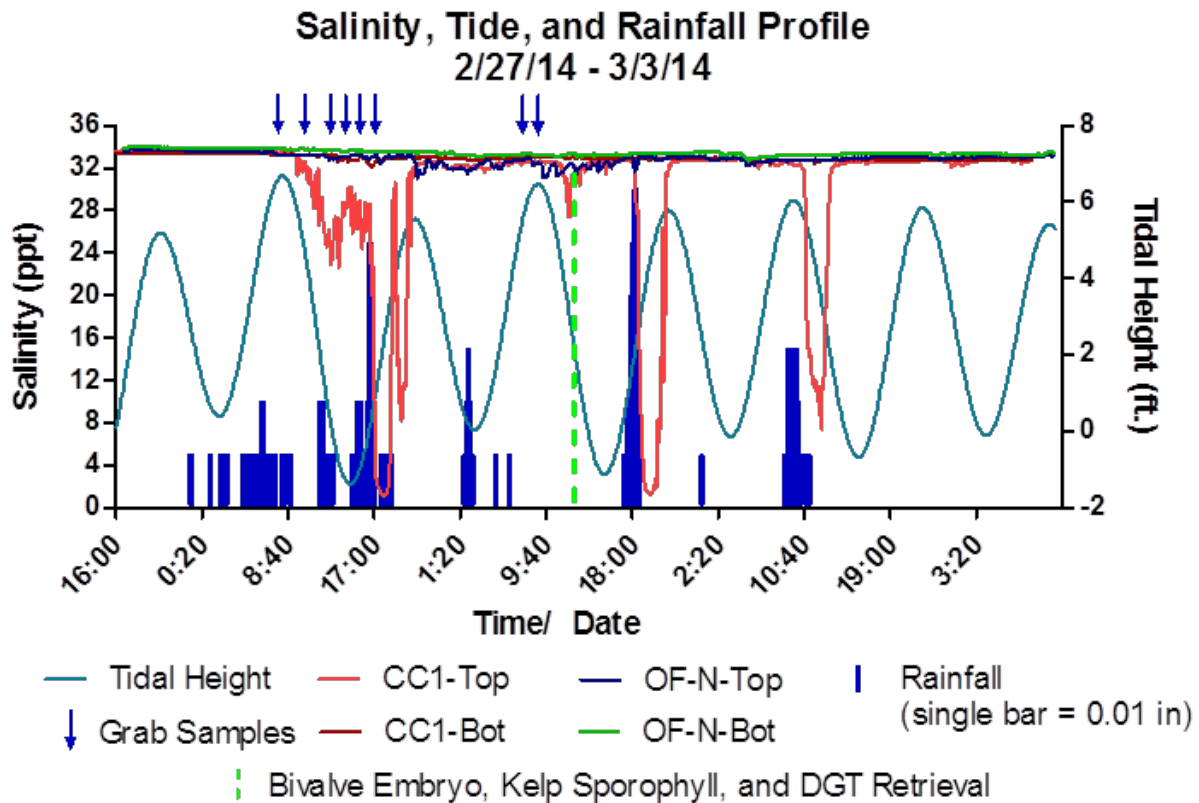 Salinity, Tide, and Rainfall Profile
2/27/14 - 3/3/14
Salinity (ppt)
36
32
28
24
20
16
12
8
4
0
8
6
4
2
0
-2
Tidal Height (ft.)
16:00 0:20 8:40 17:00 1:20 9:40 18:00 2:20 10:40 19:00 3:20
Time/ Date
Tidal Height CC1-Top OF-N-Top Rainfall
(single bar = 0.01 in)
Grab Samples CC1-Bot OF-N-Bot
Bivalve Embryo, Kelp Sporophyll, and DGT Retrieval